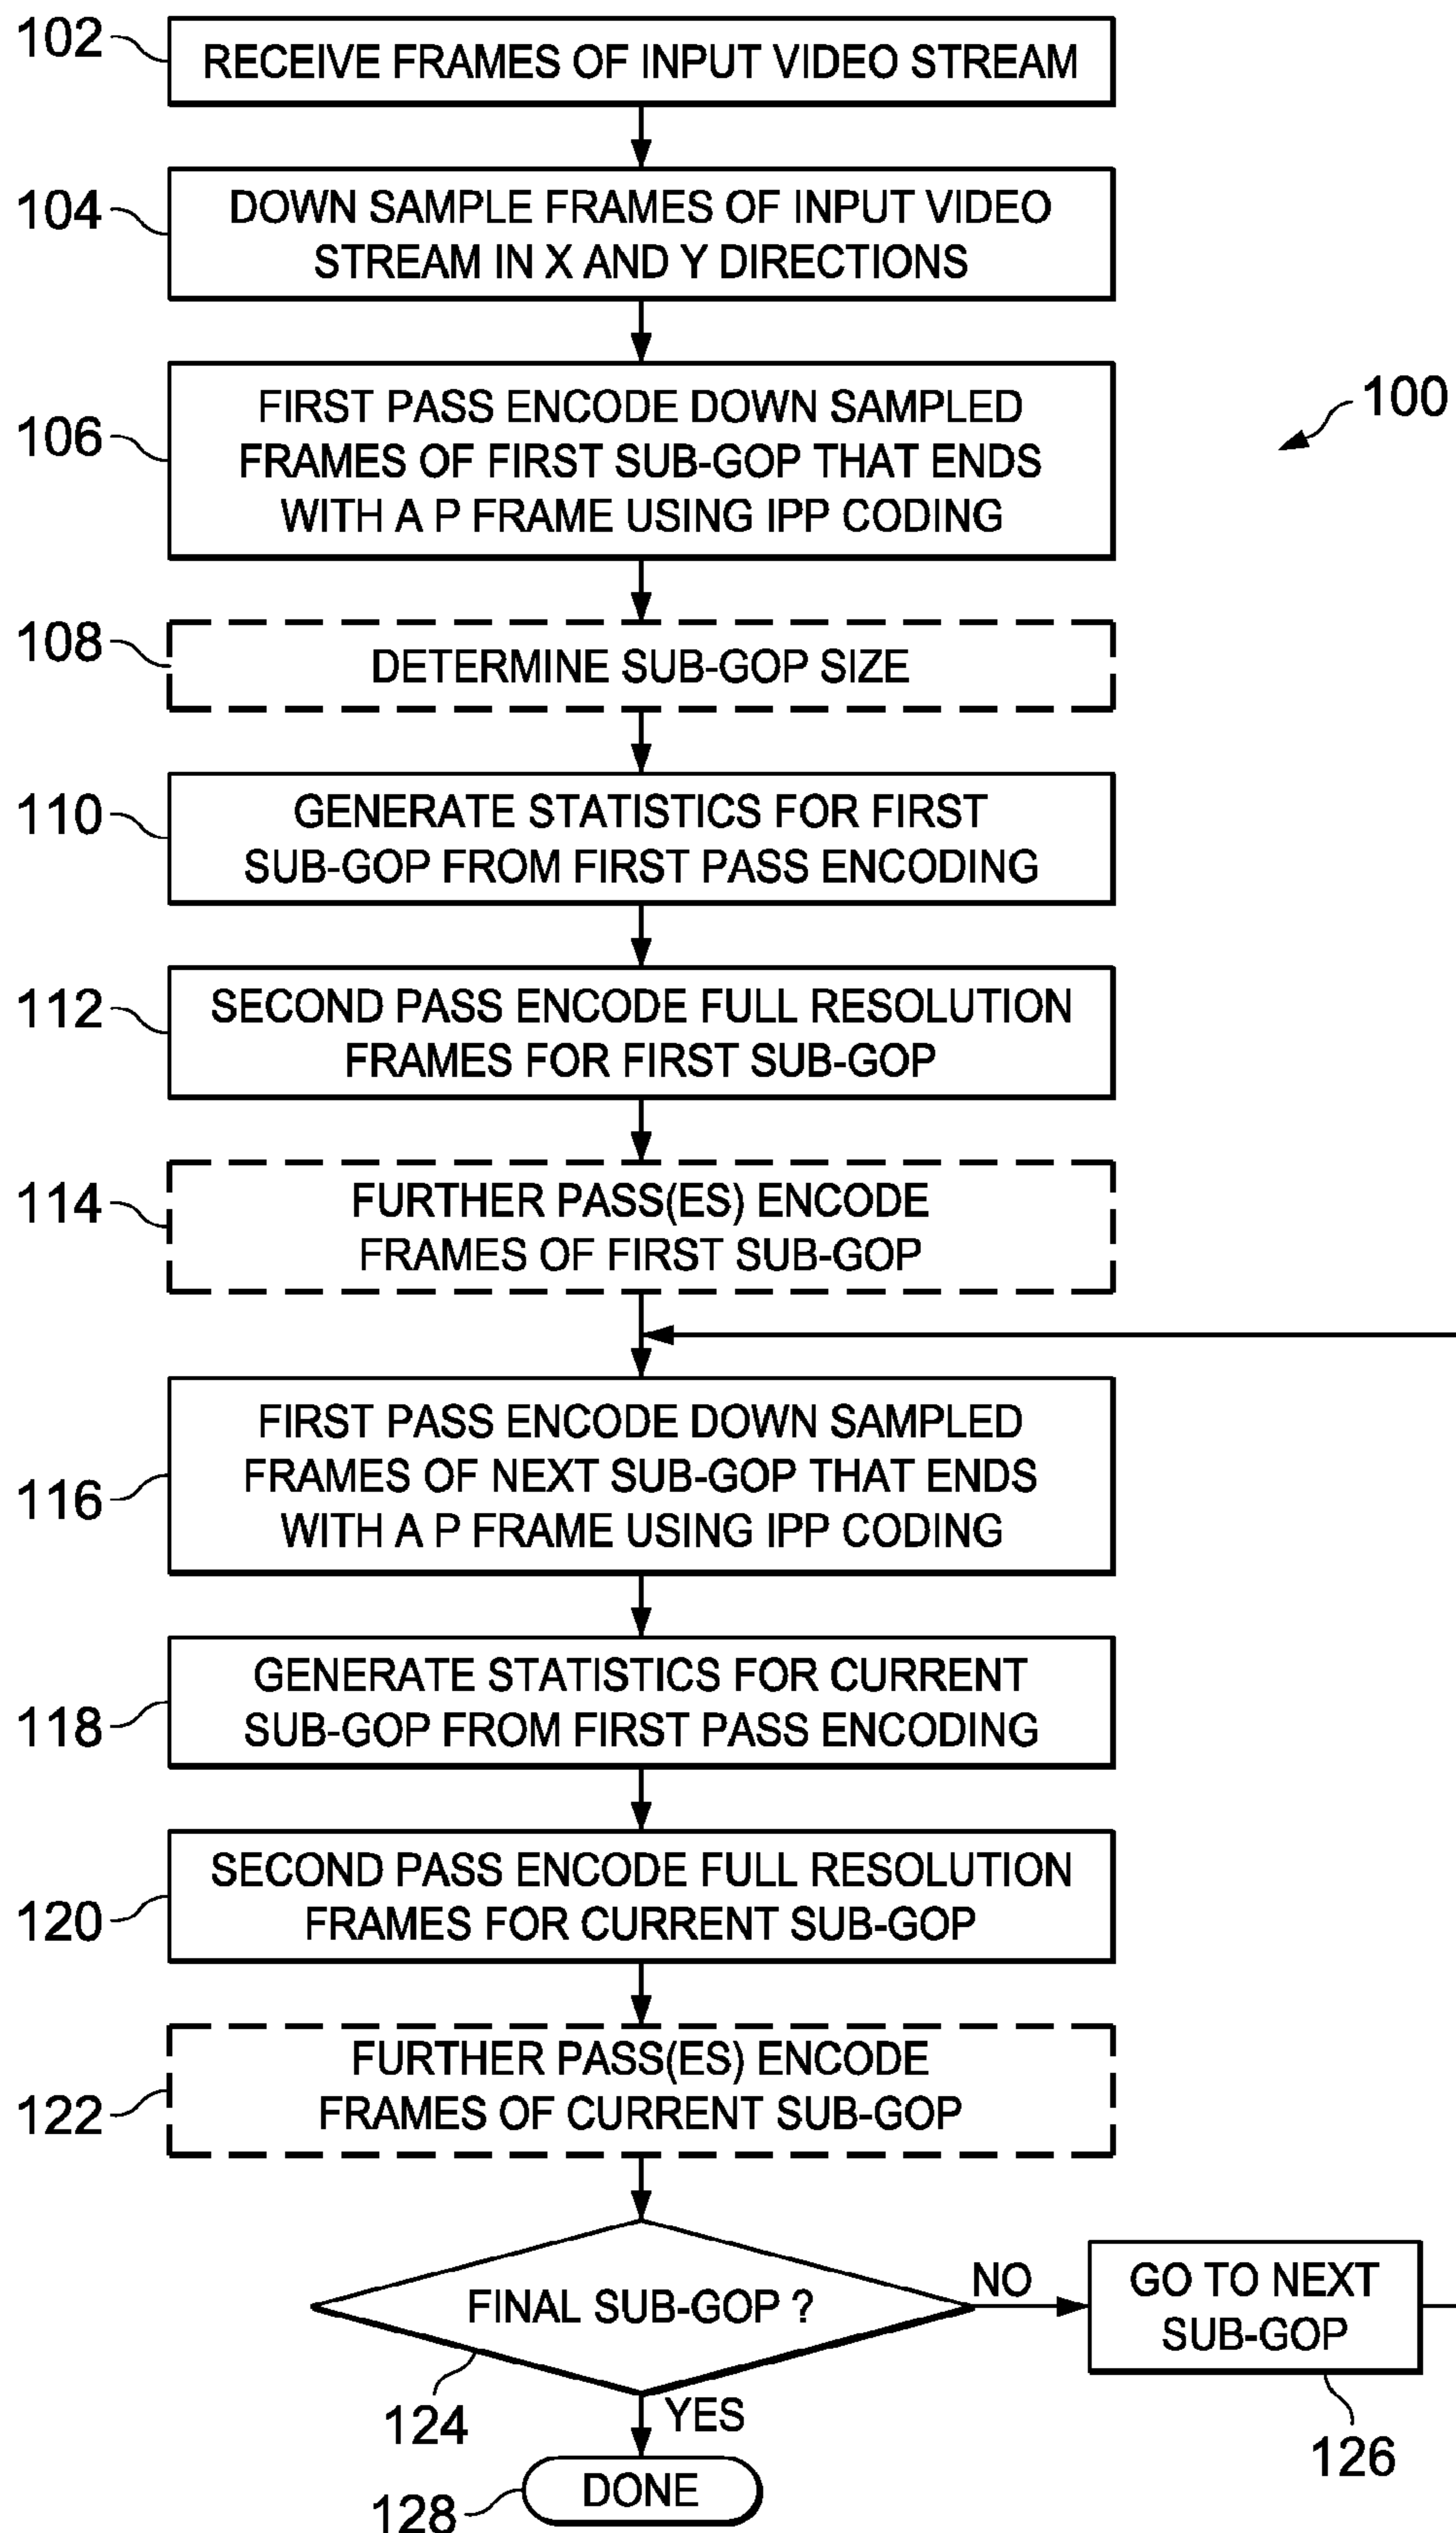 102
RECEIVE FRAMES OF INPUT VIDEO STREAM
104
DOWN SAMPLE FRAMES OF INPUT VIDEO
STREAM IN X AND Y DIRECTIONS
106
FIRST PASS ENCODE DOWN SAMPLED
FRAMES OF FIRST SUB-GOP THAT ENDS
WITH A P FRAME USING IPP CODING
100
108
DETERMINE SUB-GOP SIZE
110
GENERATE STATISTICS FOR FIRST
SUB-GOP FROM FIRST PASS ENCODING
112
SECOND PASS ENCODE FULL RESOLUTION
FRAMES FOR FIRST SUB-GOP
114
FURTHER PASS(ES) ENCODE
FRAMES OF FIRST SUB-GOP
116
FIRST PASS ENCODE DOWN SAMPLED
FRAMES OF NEXT SUB-GOP THAT ENDS
WITH A P FRAME USING IPP CODING
118
GENERATE STATISTICS FOR CURRENT
SUB-GOP FROM FIRST PASS ENCODING
120
SECOND PASS ENCODE FULL RESOLUTION
FRAMES FOR CURRENT SUB-GOP
122
FURTHER PASS(ES) ENCODE
FRAMES OF CURRENT SUB-GOP
FINAL SUB-GOP ?
124
NO
GO TO NEXT
SUB-GOP
126
YES
DONE
128